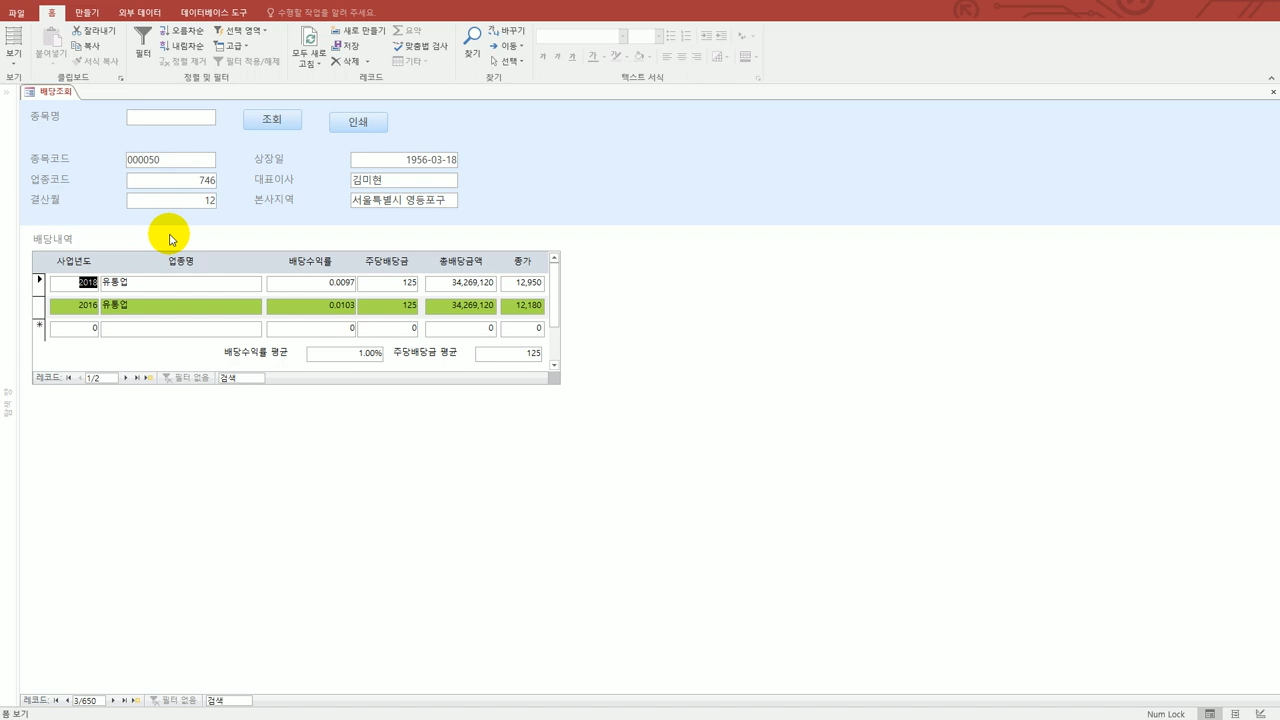 파일 홈 만들기 외부 데이터 데이터베이스 도구 수행할 작업을 알려 주세요.
보기 붙여넣기 잘라내기 복사 서식 복사 필터 오름차순 내림차순 정렬 제거 선택 영역 고급 필터 적용/해제 모두 새로 고침 새로 만들기 저장 삭제 요약 맞춤법 검사 기타 찾기 바꾸기 이동 선택 가 가 가 가
보기 클립보드 정렬 및 필터 레코드 찾기 텍스트 서식
배당조회
종목명 조회 인쇄
종목코드 000050 상장일 1956-03-18
업종코드 746 대표이사 김미현
결산월 12 본사지역 서울특별시 영등포구
배당내역
사업년도 업종명 배당수익률 주당배당금 총배당금액 종가
2018 유통업 0.0097 125 34,269,120 12,950
2016 유통업 0.0103 125 34,269,120 12,180
0 0 0 0 0
배당수익률 평균 1.00% 주당배당금 평균 125
레코드: 1/2 필터 없음 검색
탐색 창
레코드: 3/650 필터 없음 검색
폼 보기 Num Lock